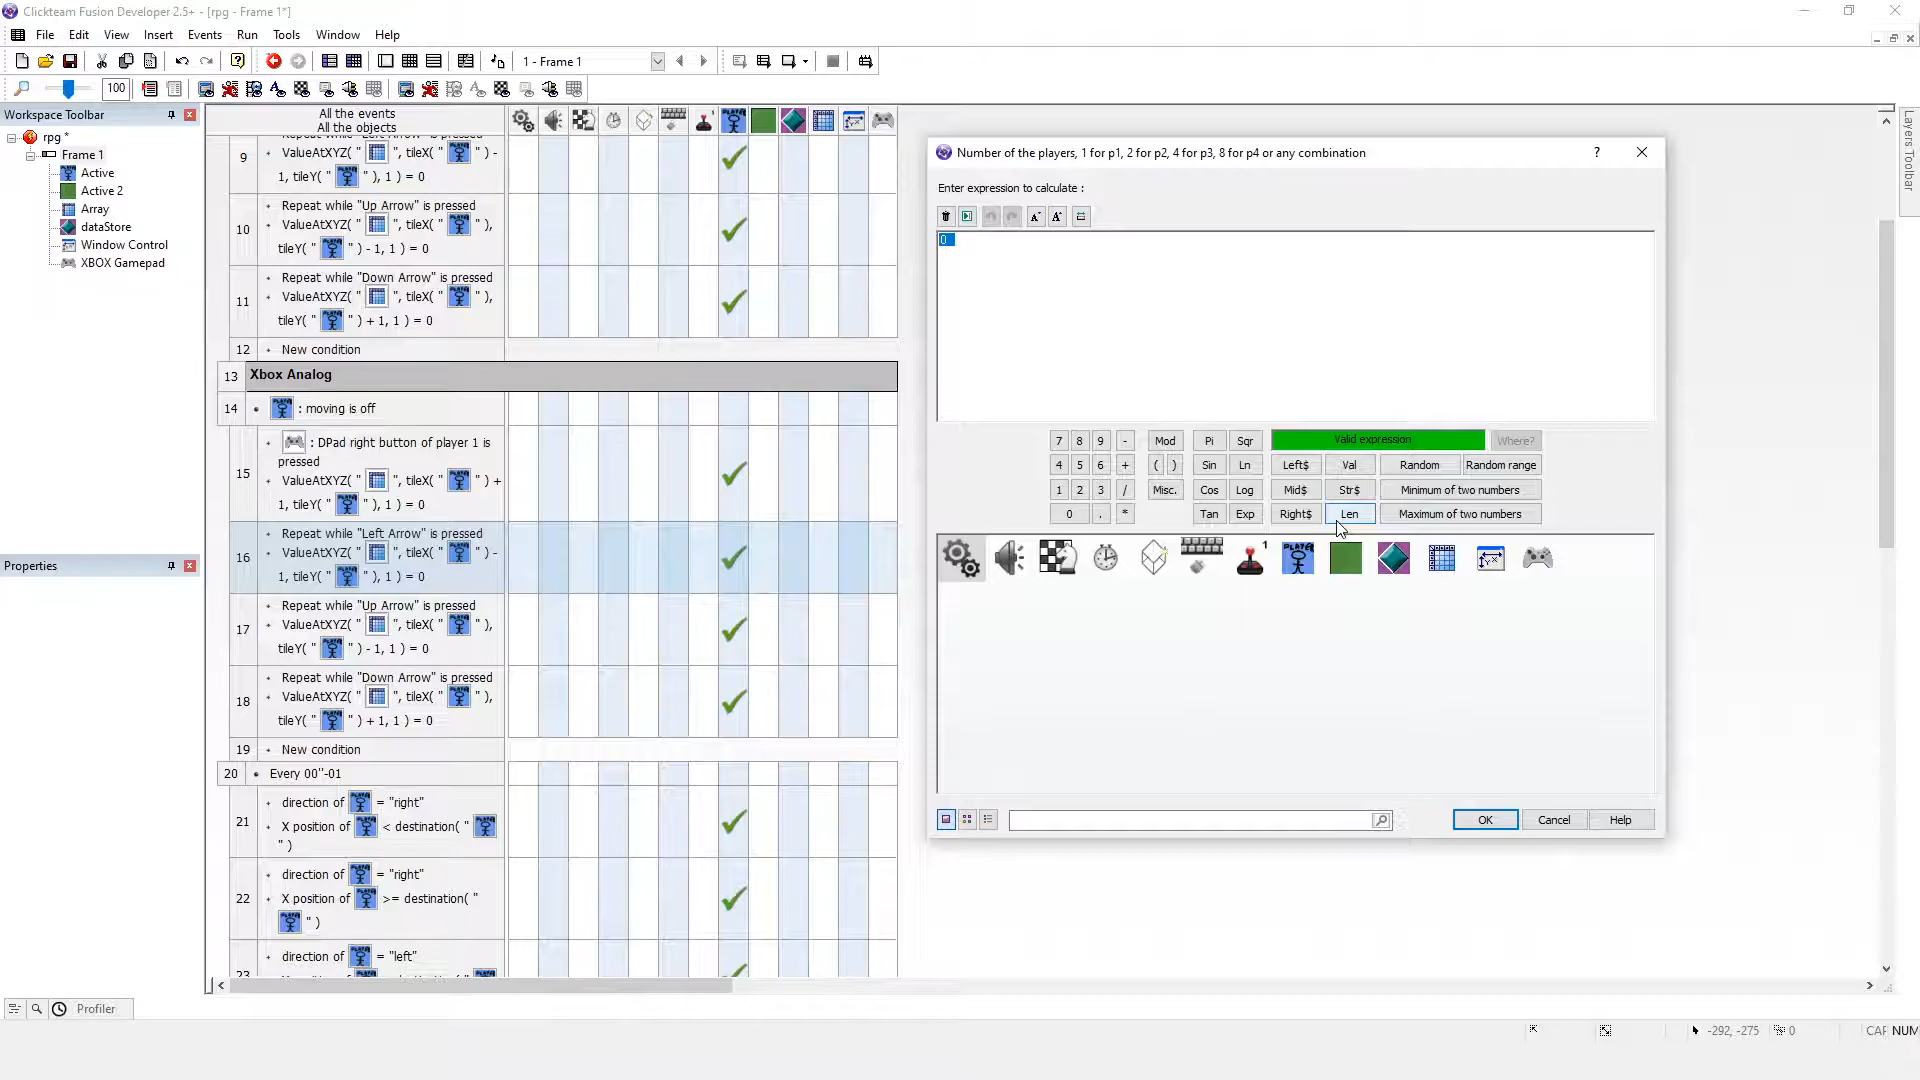 Clickteam Fusion Developer 2.5+ - [rpg - Frame 1*]
File Edit View Insert Events Run Tools Window Help
1 - Frame 1
100
Workspace Toolbar
rpg *
Frame 1
Active
Active 2
Array
dataStore
Window Control
XBOX Gamepad
Properties
All the events
All the objects
Repeat while "Left Arrow" is pressed
9
ValueAtXYZ( " ", tileX( " " ) -
1, tileY( " " ), 1 ) = 0
Repeat while "Up Arrow" is pressed
10
ValueAtXYZ( " ", tileX( " " ),
tileY( " " ) - 1, 1 ) = 0
Repeat while "Down Arrow" is pressed
11
ValueAtXYZ( " ", tileX( " " ),
tileY( " " ) + 1, 1 ) = 0
12 New condition
13 Xbox Analog
14 : moving is off
: DPad right button of player 1 is
pressed
15
ValueAtXYZ( " ", tileX( " " ) +
1, tileY( " " ), 1 ) = 0
Repeat while "Left Arrow" is pressed
16
ValueAtXYZ( " ", tileX( " " ) -
1, tileY( " " ), 1 ) = 0
Repeat while "Up Arrow" is pressed
17
ValueAtXYZ( " ", tileX( " " ),
tileY( " " ) - 1, 1 ) = 0
Repeat while "Down Arrow" is pressed
18
ValueAtXYZ( " ", tileX( " " ),
tileY( " " ) + 1, 1 ) = 0
19 New condition
20 Every 00"-01
direction of = "right"
21
X position of < destination( "
" )
direction of = "right"
22
X position of >= destination( "
" )
direction of = "left"
23
Number of the players, 1 for p1, 2 for p2, 4 for p3, 8 for p4 or any combination
?
Enter expression to calculate :
0
7 8 9 - Mod Pi Sqr Valid expression Where?
4 5 6 + ( ) Sin Ln Left$ Val Random Random range
1 2 3 / Misc. Cos Log Mid$ Str$ Minimum of two numbers
0 . * Tan Exp Right$ Len Maximum of two numbers
1
PLAYER
OK Cancel Help
Layers Toolbar
Profiler
-292, -275 0 CAP NUM